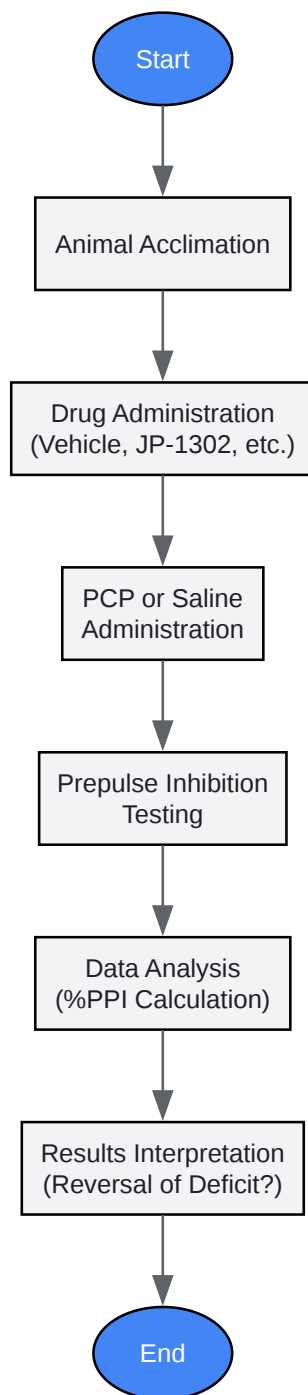 Start
Animal Acclimation
Drug Administration
(Vehicle, JP-1302, etc.)
PCP or Saline
Administration
Prepulse Inhibition
Testing
Data Analysis
(%PPI Calculation)
Results Interpretation
(Reversal of Deficit?)
End